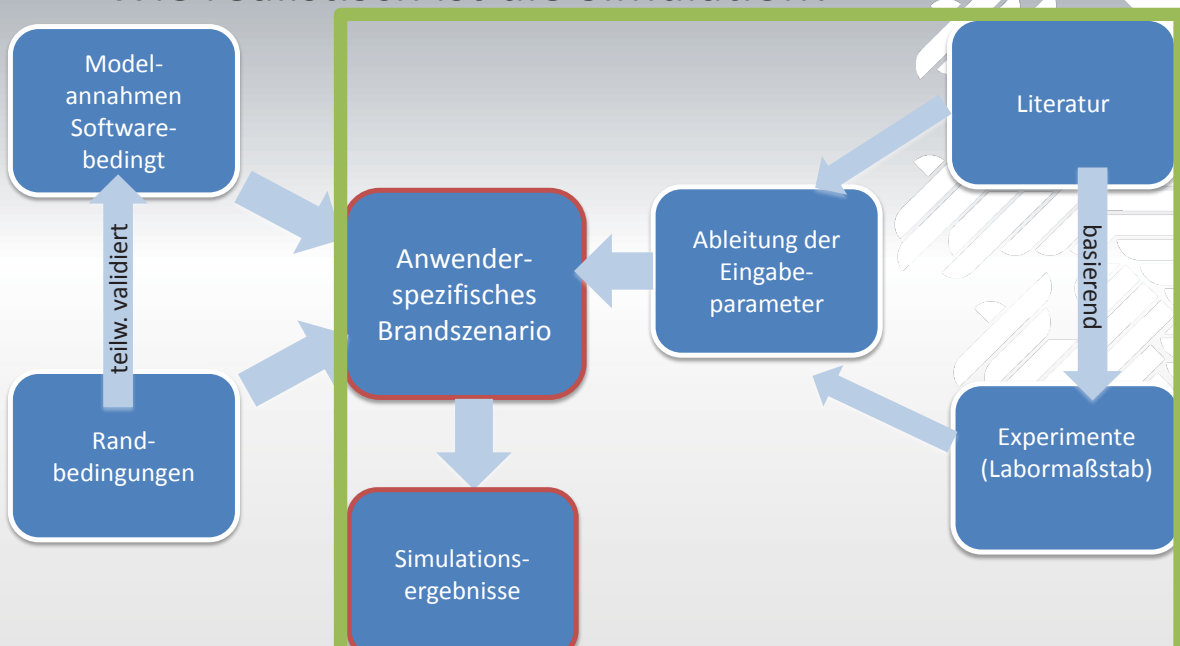 Model-
annahmen
Software-
bedingt
teilw. validiert
Rand-
bedingungen
Anwender-
spezifisches
Brandszenario
Simulations-
ergebnisse
Ableitung der
Eingabe-
parameter
Literatur
basierend
Experimente
(Labormaßstab)